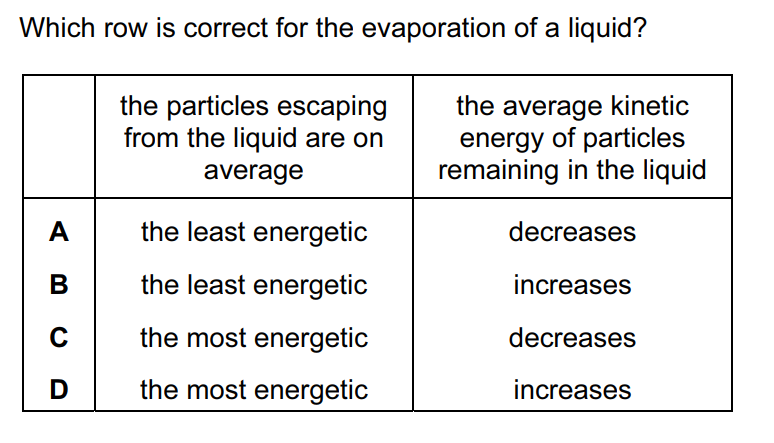 Which row is correct for the evaporation of a liquid?
the particles escaping
from the liquid are on
average
the average kinetic
energy of particles
remaining in the liquid
A the least energetic decreases
B the least energetic increases
C the most energetic decreases
D the most energetic increases